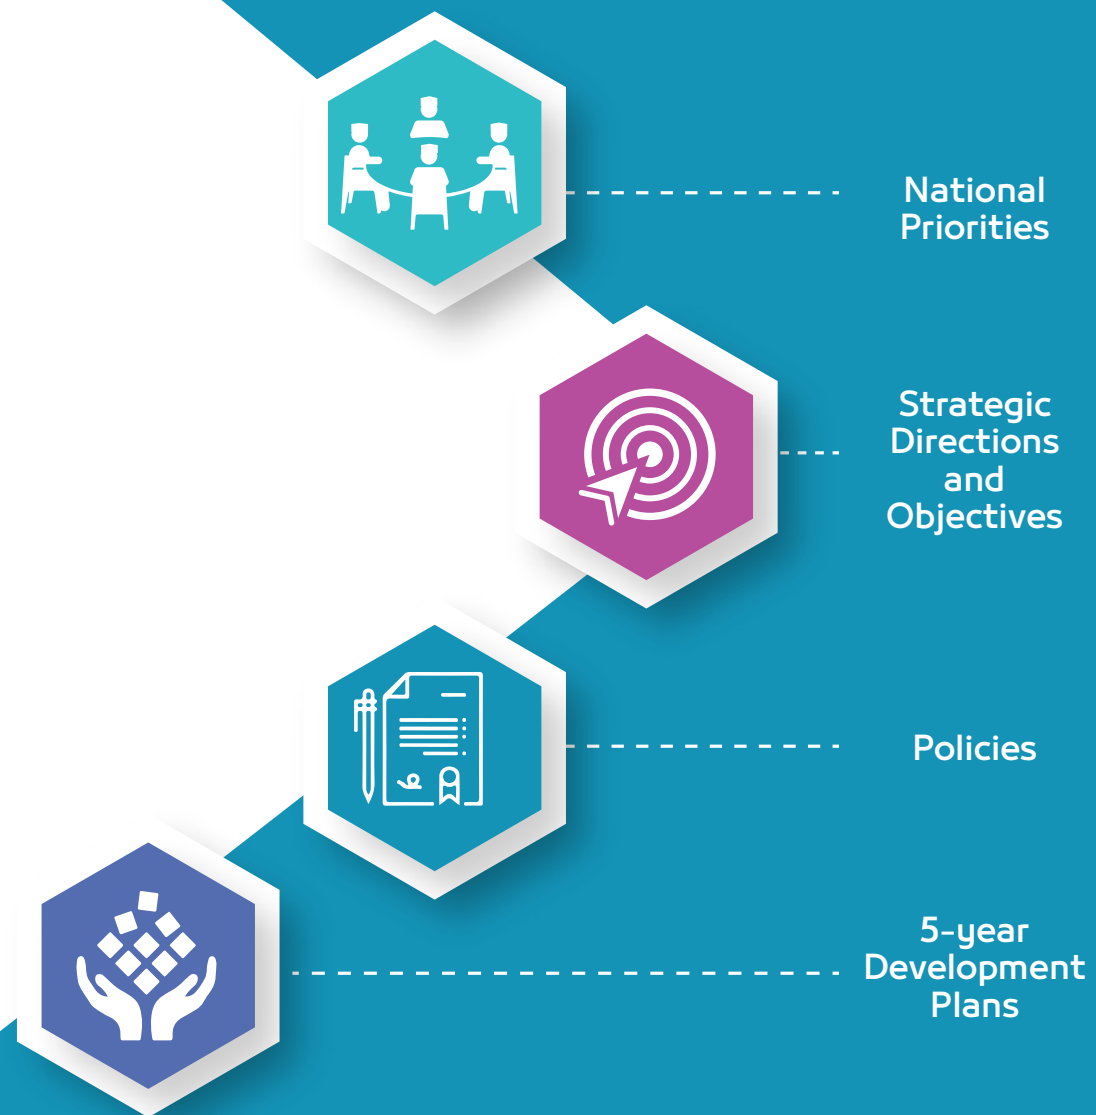 National
Priorities
Strategic
Directions
and
Objectives
Policies
5-year
Development
Plans